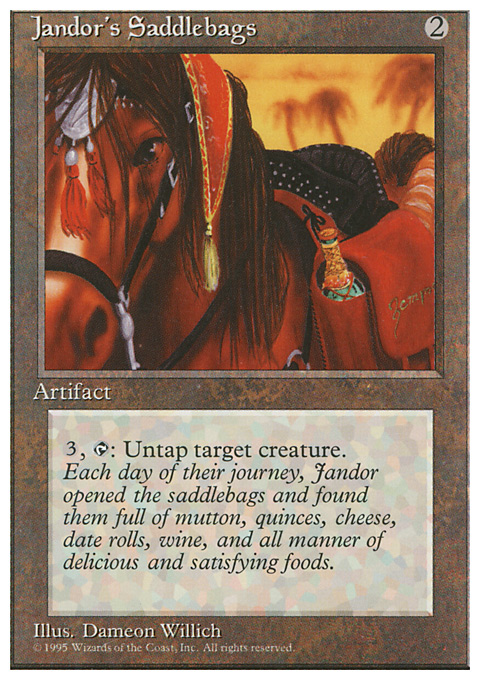 Jandor's Saddlebags 2
Artifact
3, : Untap target creature.
Each day of their journey, Jandor
opened the saddlebags and found
them full of mutton, quinces, cheese,
date rolls, wine, and all manner of
delicious and satisfying foods.
Illus. Dameon Willich
© 1995 Wizards of the Coast, Inc. All rights reserved.